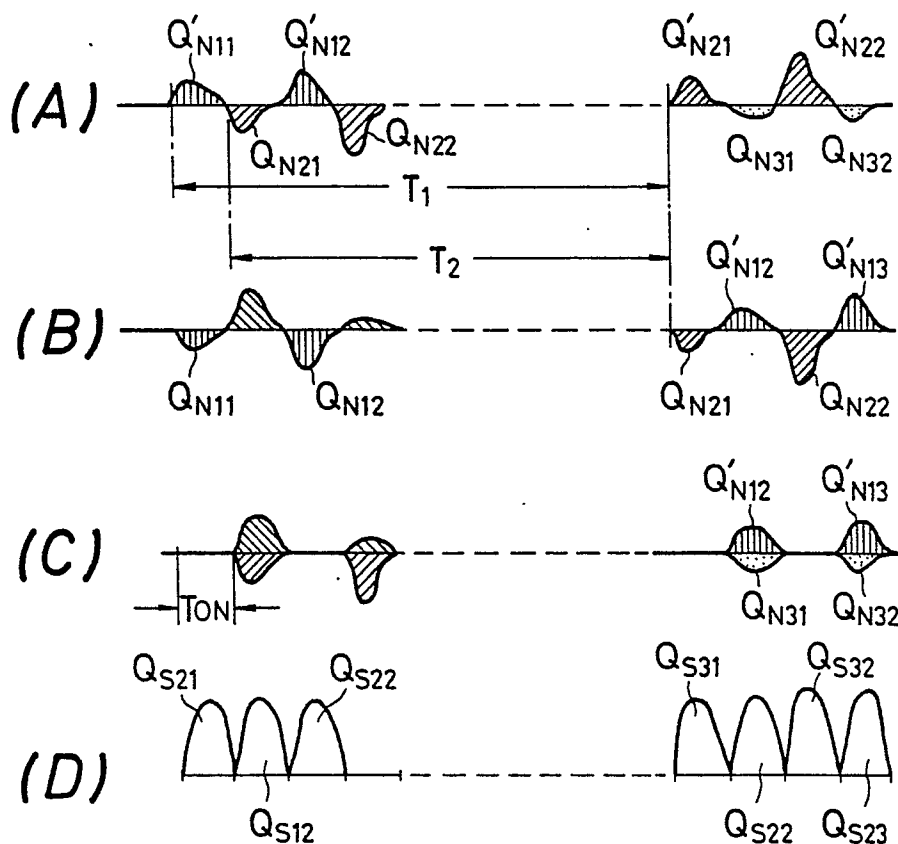 Q'N11 Q'N12 Q'N21 Q'N22
(A)
QN21 QN22 QN31 QN32
T1
T2
Q'N12 Q'N13
(B)
QN11 QN12 QN21 QN22
Q'N12 Q'N13
(C)
TON
QN31 QN32
QS21 QS22 QS31 QS32
(D)
QS12 QS22 QS23